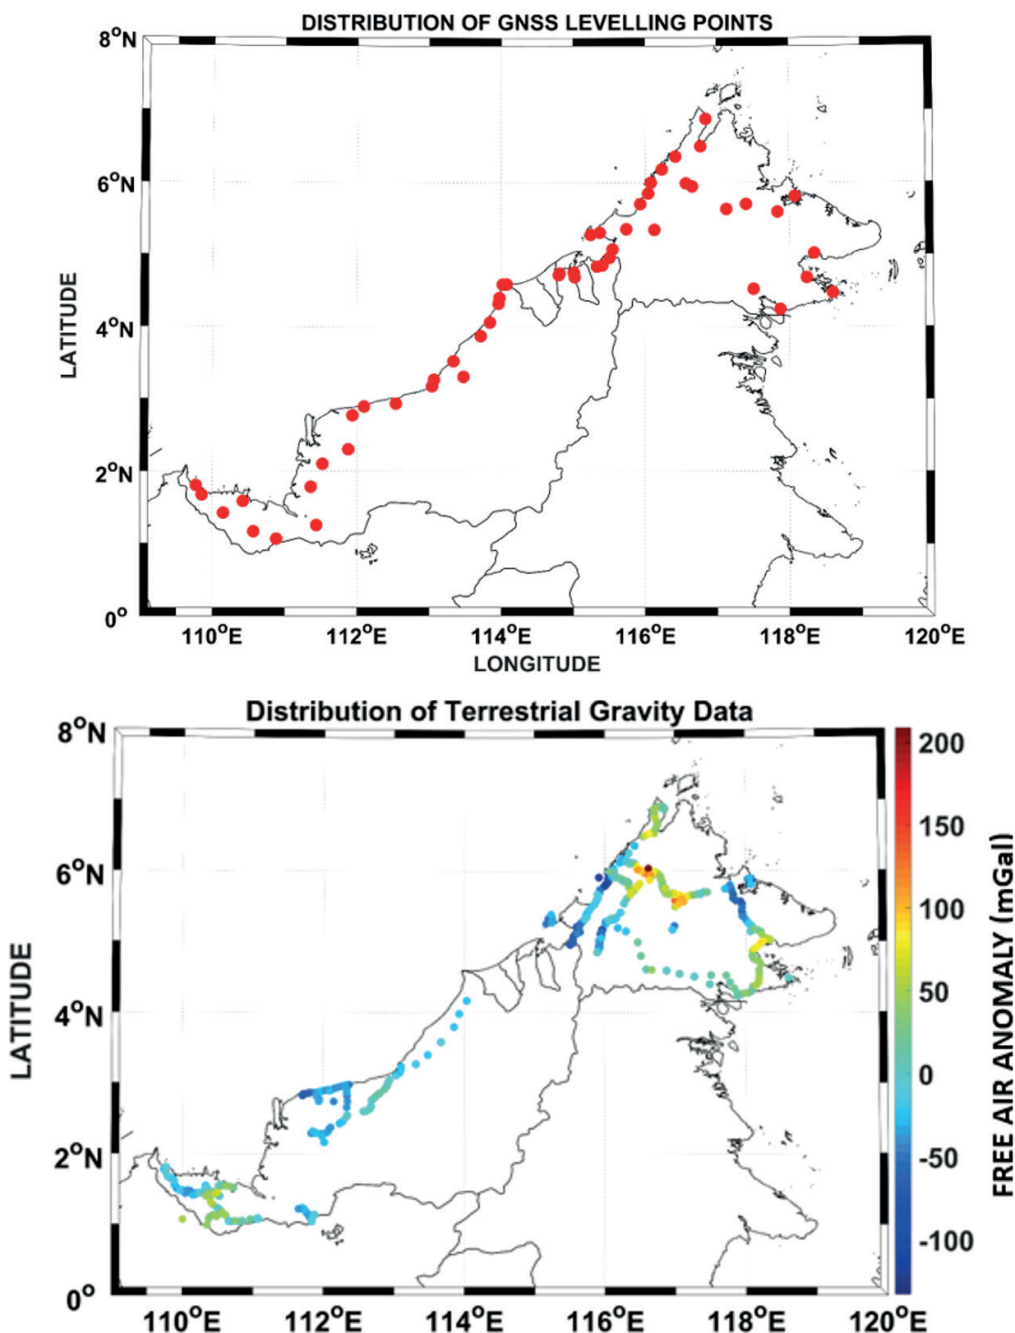 DISTRIBUTION OF GNSS LEVELLING POINTS
8°N
6°N
4°N
2°N
0°
LATITUDE
110°E 112°E 114°E 116°E 118°E 120°E
LONGITUDE
Distribution of Terrestrial Gravity Data
8°N
6°N
4°N
2°N
0°
LATITUDE
110°E 112°E 114°E 116°E 118°E 120°E
200
150
100
50
0
-50
-100
FREE AIR ANOMALY (mGal)